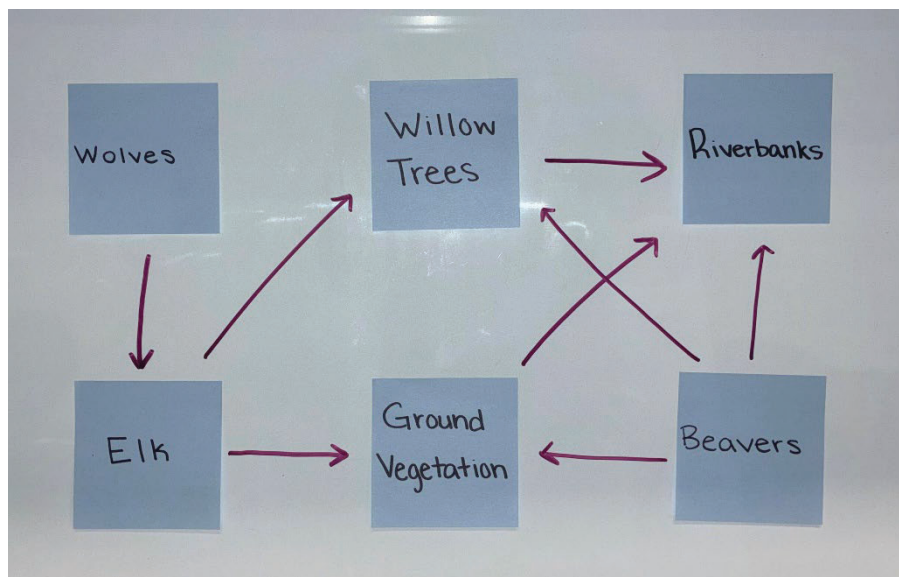 Wolves
Willow
Trees
Riverbanks
Elk
Ground
Vegetation
Beavers